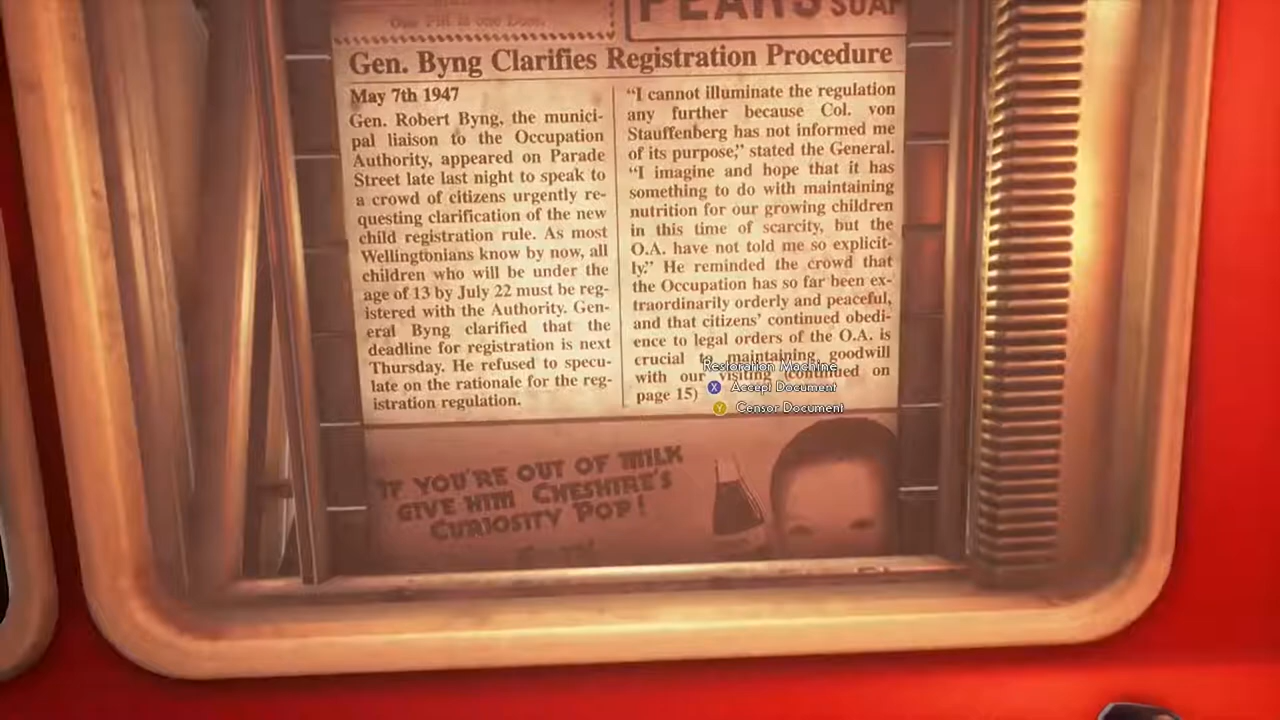 One Pill is one Dose.
PEARS SOAP
Gen. Byng Clarifies Registration Procedure
May 7th 1947
Gen. Robert Byng, the munici-
pal liaison to the Occupation
Authority, appeared on Parade
Street late last night to speak to
a crowd of citizens urgently re-
questing clarification of the new
child registration rule. As most
Wellingtonians know by now, all
children who will be under the
age of 13 by July 22 must be reg-
istered with the Authority. Gen-
eral Byng clarified that the
deadline for registration is next
Thursday. He refused to specu-
late on the rationale for the reg-
istration regulation.
“I cannot illuminate the regulation
any further because Col. von
Stauffenberg has not informed me
of its purpose,” stated the General.
“I imagine and hope that it has
something to do with maintaining
nutrition for our growing children
in this time of scarcity, but the
O.A. have not told me so explicit-
ly.” He reminded the crowd that
the Occupation has so far been ex-
traordinarily orderly and peaceful,
and that citizens’ continued obedi-
ence to legal orders of the O.A. is
crucial to maintaining goodwill
with our visiting (continued on
page 15)
Restoration Machine
X Accept Document
Y Censor Document
IF YOU'RE OUT OF MILK
GIVE HIM CHESHIRE'S
CURIOSITY POP!